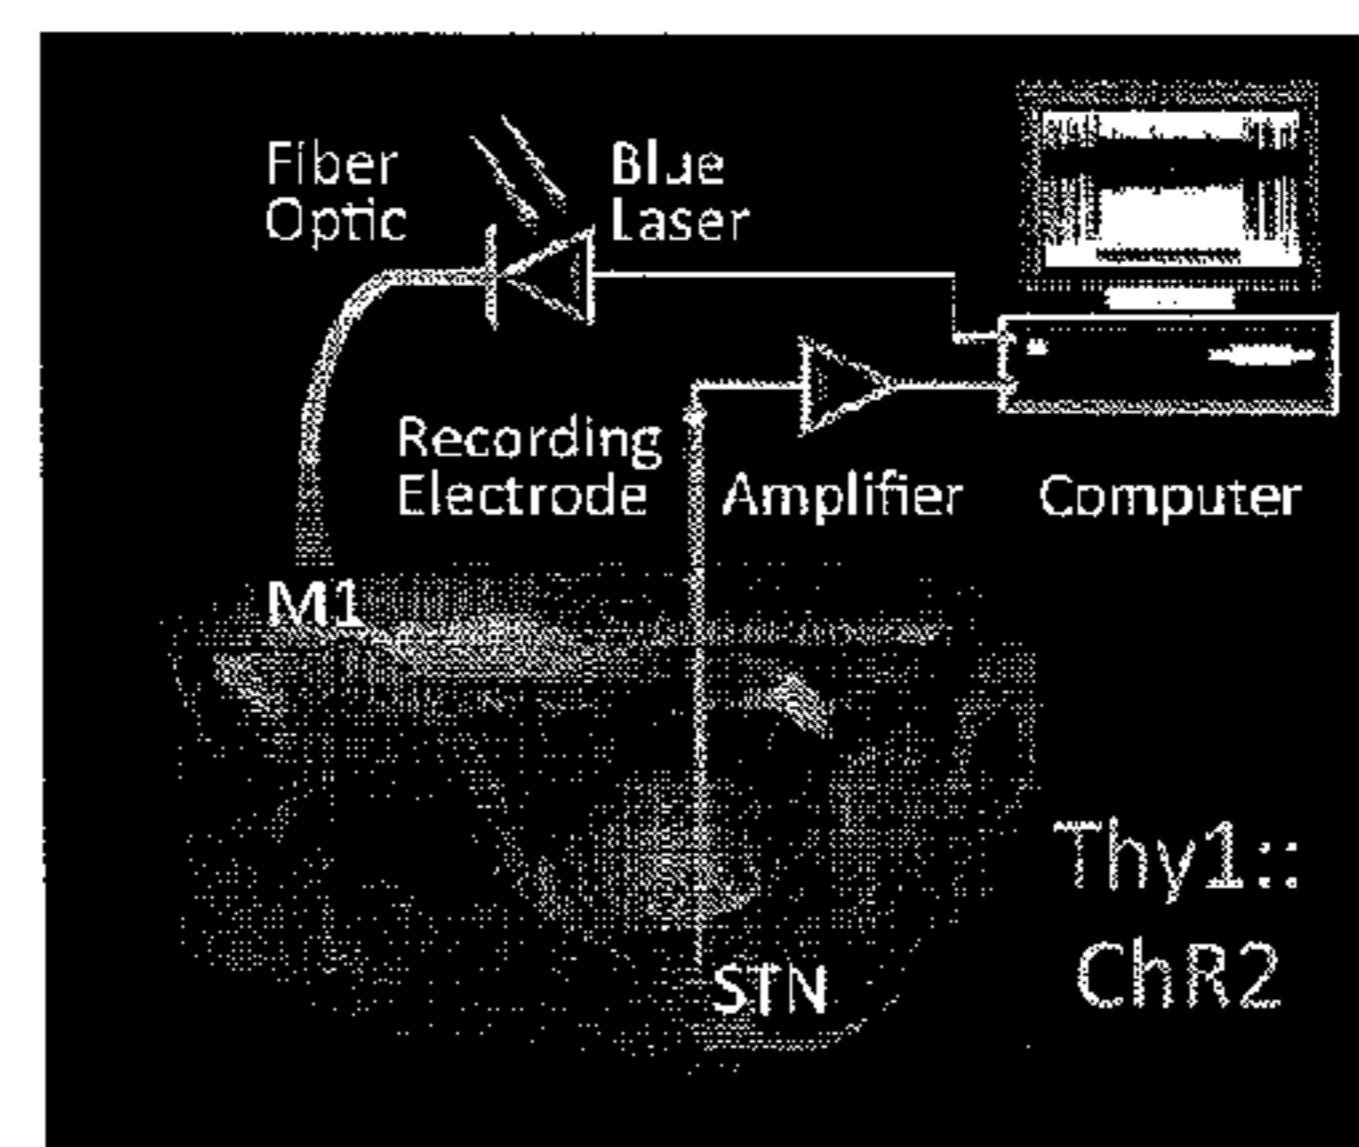 Fiber
Optic
Blue
Laser
Recording
Electrode
Amplifier
Computer
M1
STN
Thy1::
ChR2